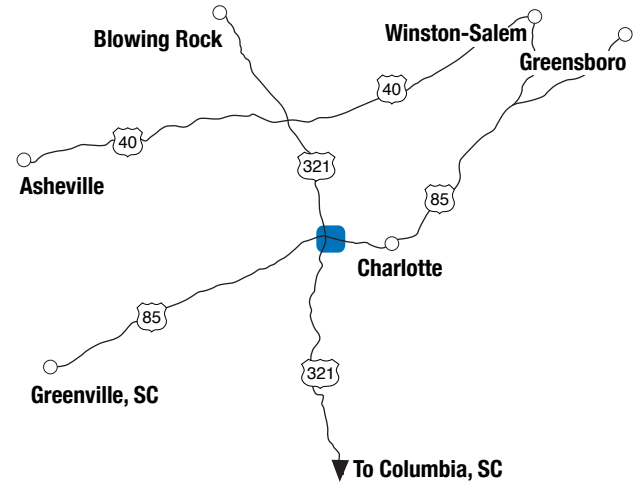 Blowing Rock
Winston-Salem
Greensboro
40
40
Asheville
321
85
Charlotte
85
321
Greenville, SC
To Columbia, SC